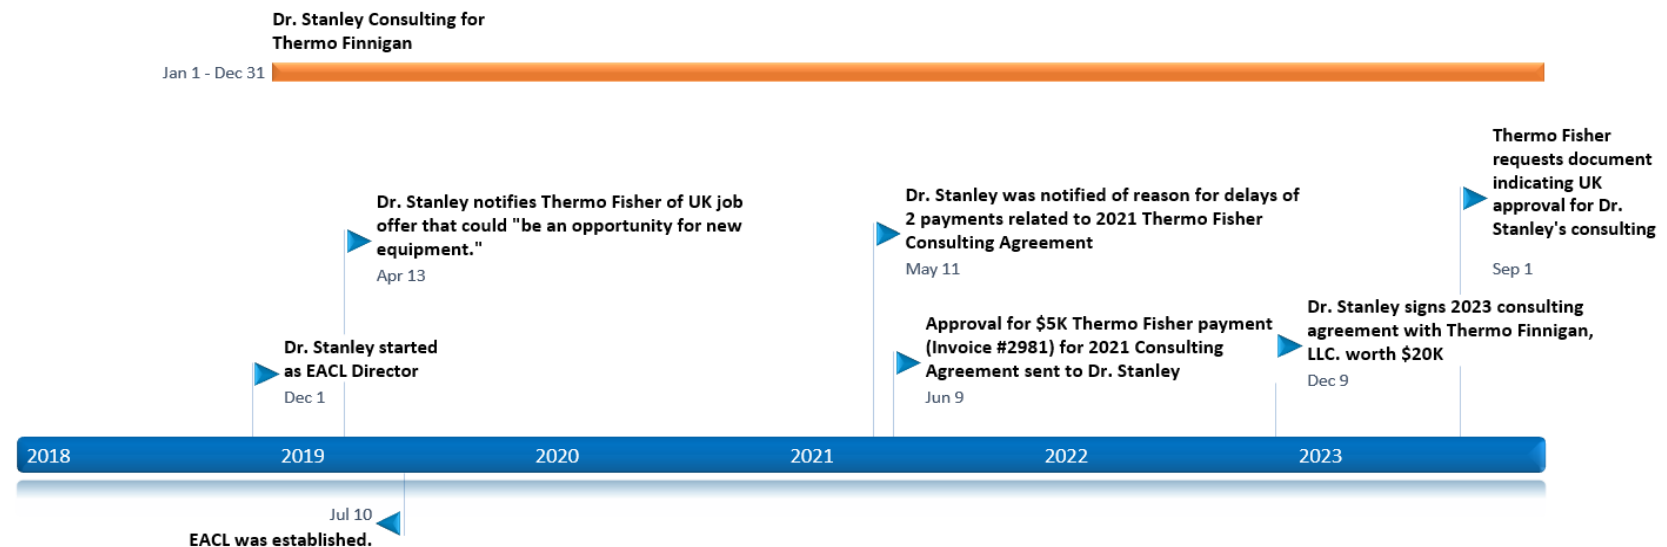 Dr. Stanley Consulting for
Thermo Finnigan
Jan 1 - Dec 31
Thermo Fisher
requests document
indicating UK
approval for Dr.
Stanley's consulting
Sep 1
Dr. Stanley notifies Thermo Fisher of UK job
offer that could "be an opportunity for new
equipment."
Apr 13
Dr. Stanley was notified of reason for delays of
2 payments related to 2021 Thermo Fisher
Consulting Agreement
May 11
Dr. Stanley started
as EACL Director
Dec 1
Approval for $5K Thermo Fisher payment
(Invoice #2981) for 2021 Consulting
Agreement sent to Dr. Stanley
Jun 9
Dr. Stanley signs 2023 consulting
agreement with Thermo Finnigan,
LLC. worth $20K
Dec 9
2018 2019 2020 2021 2022 2023
Jul 10
EACL was established.